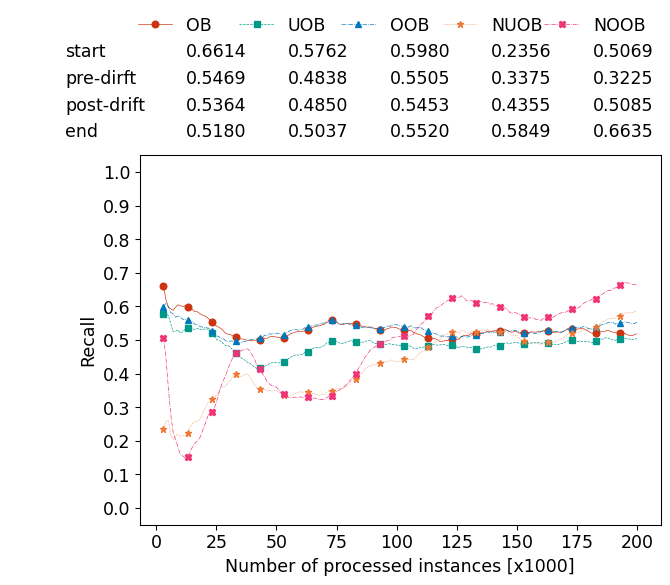 OB UOB OOB NUOB NOOB
start 0.6614 0.5762 0.5980 0.2356 0.5069
pre-dirft 0.5469 0.4838 0.5505 0.3375 0.3225
post-drift 0.5364 0.4850 0.5453 0.4355 0.5085
end 0.5180 0.5037 0.5520 0.5849 0.6635
1.0
0.9
0.8
0.7
0.6
0.5
0.4
0.3
0.2
0.1
0.0
Recall
0 25 50 75 100 125 150 175 200
Number of processed instances [x1000]